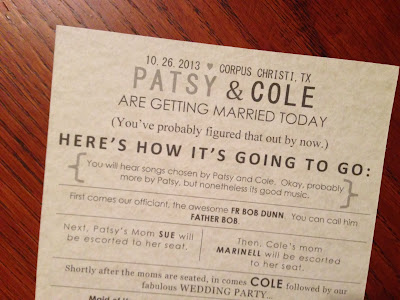 10. 26. 2013 ♥ CORPUS CHRISTI, TX
PATSY & COLE
ARE GETTING MARRIED TODAY
(You've probably figured that out by now.)
HERE'S HOW IT'S GOING TO GO:
{ You will hear songs chosen by Patsy and Cole. Okay, probably
more by Patsy, but nonetheless its good music. }
First comes our officiant, the awesome FR BOB DUNN. You can call him
FATHER BOB.
Next, Patsy's Mom SUE will
be escorted to her seat.
Then, Cole's mom
MARINELL will be escorted
to her seat.
Shortly after the moms are seated, in comes COLE followed by our
fabulous WEDDING PARTY...